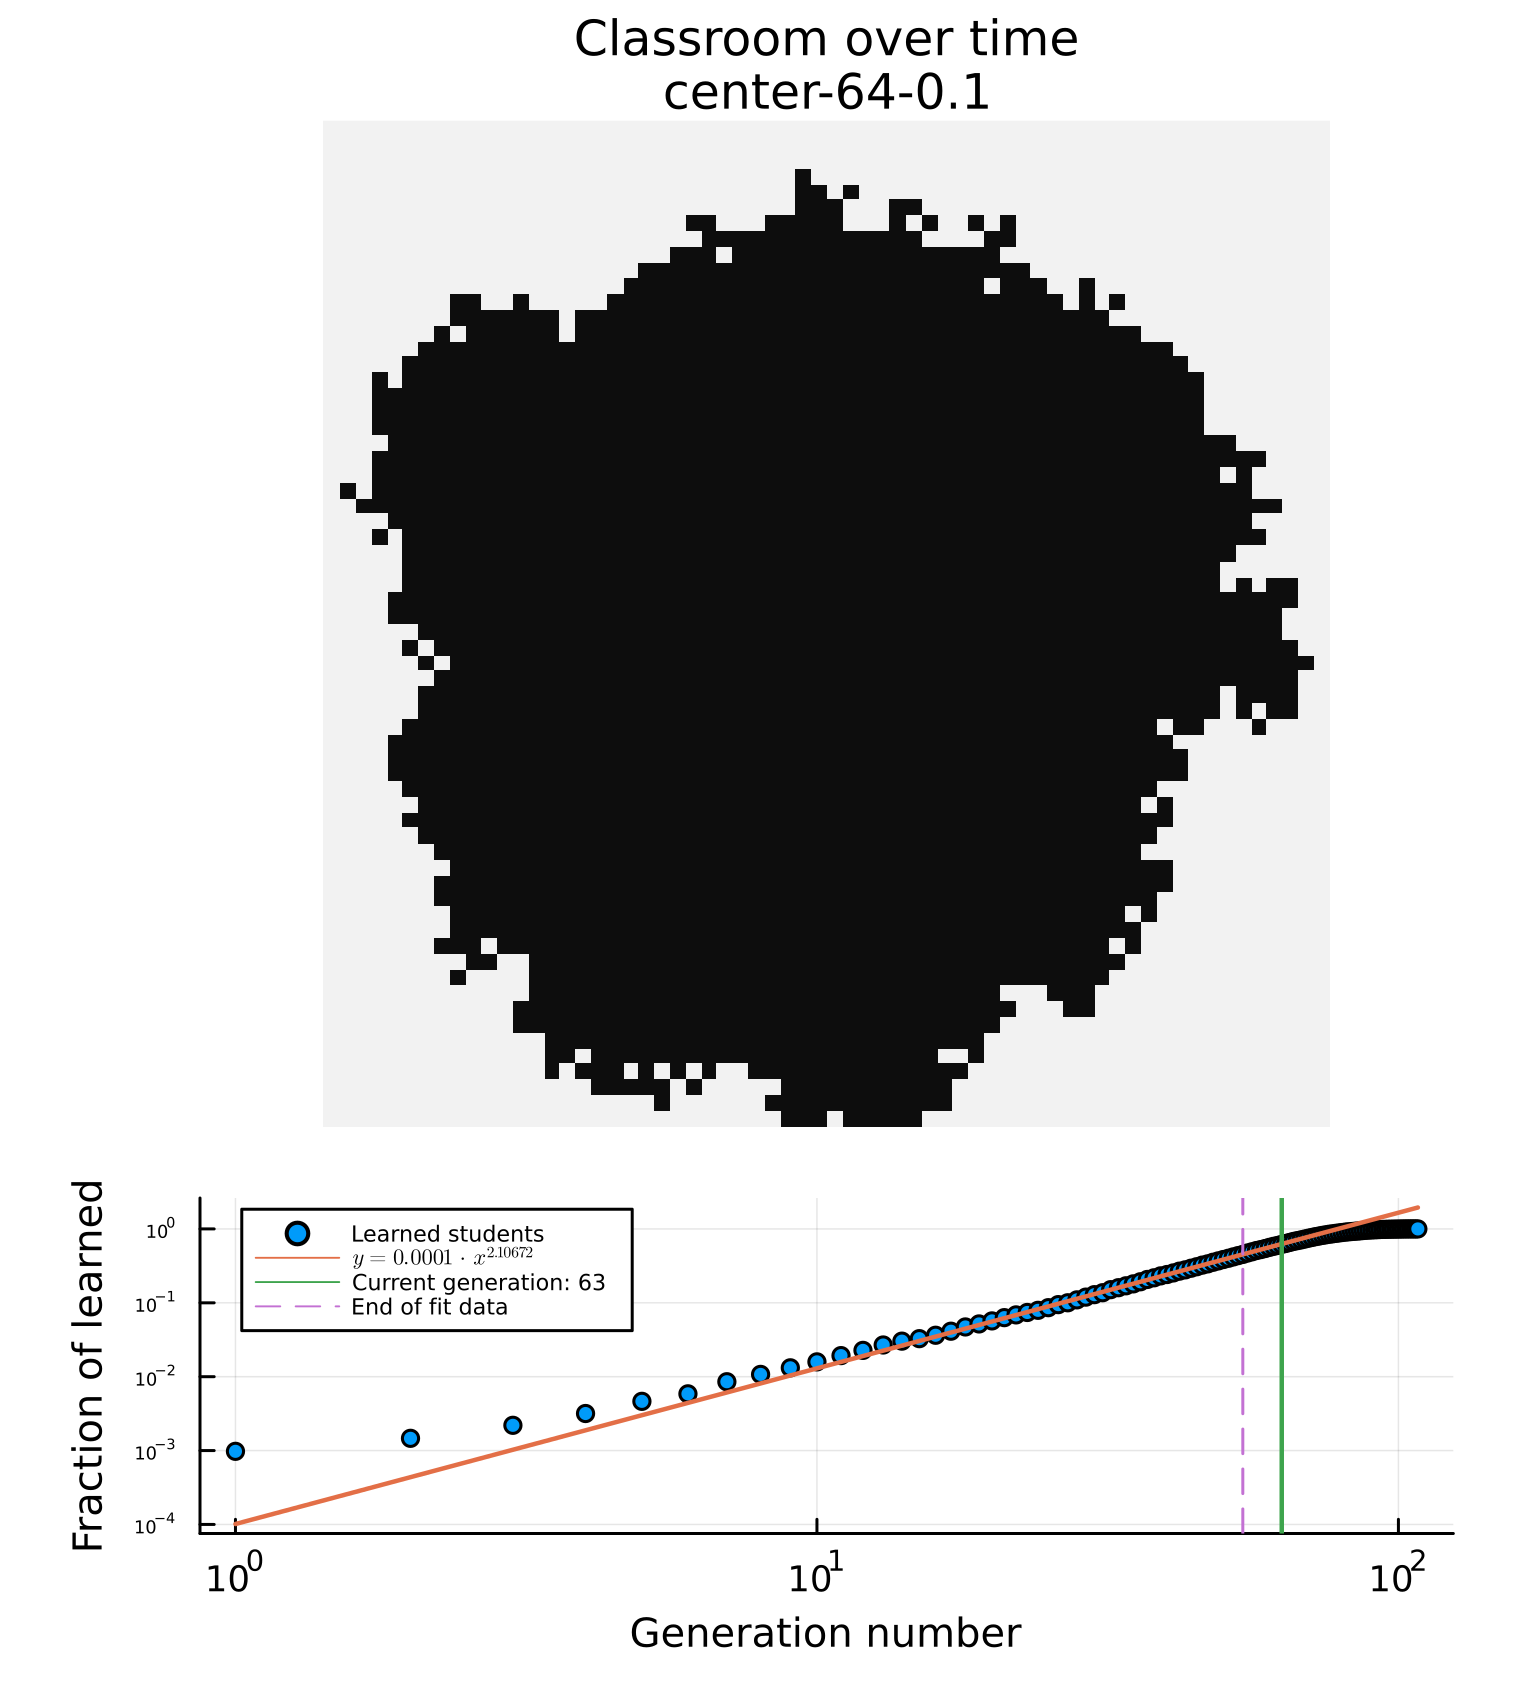 Classroom over time
center-64-0.1
Fraction of learned
10^0
10^-1
10^-2
10^-3
10^-4
Learned students
y = 0.0001 · x^2.10672
Current generation: 63
End of fit data
10^0 10^1 10^2
Generation number